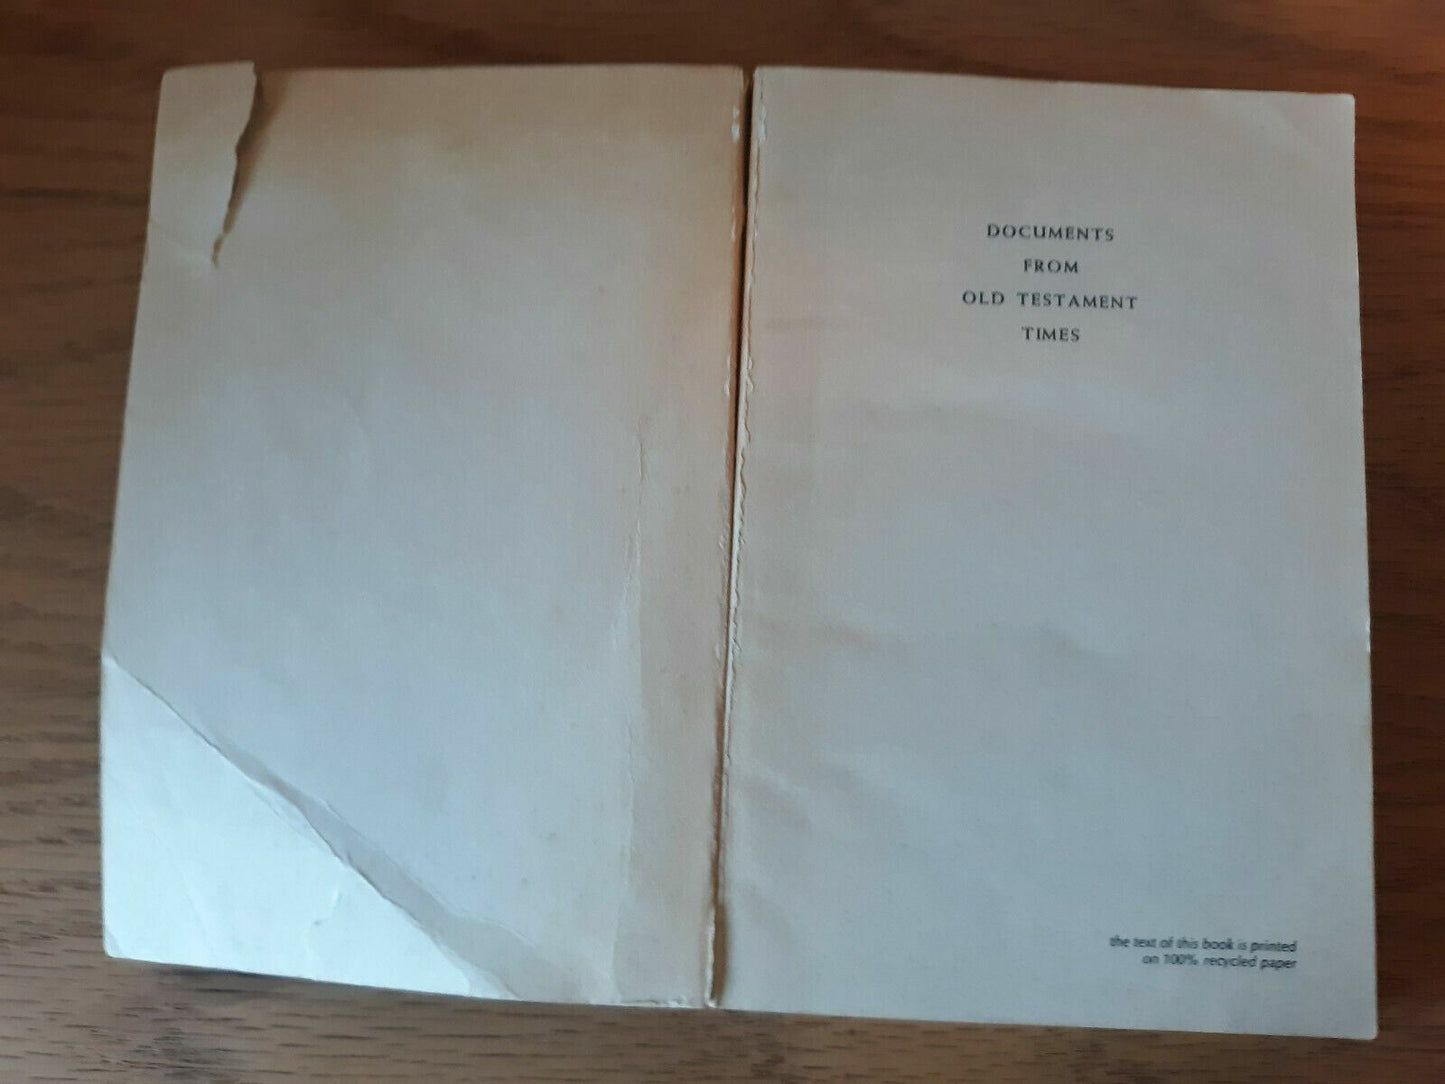 DOCUMENTS
FROM
OLD TESTAMENT
TIMES
the text of this book is printed
on 100% recycled paper